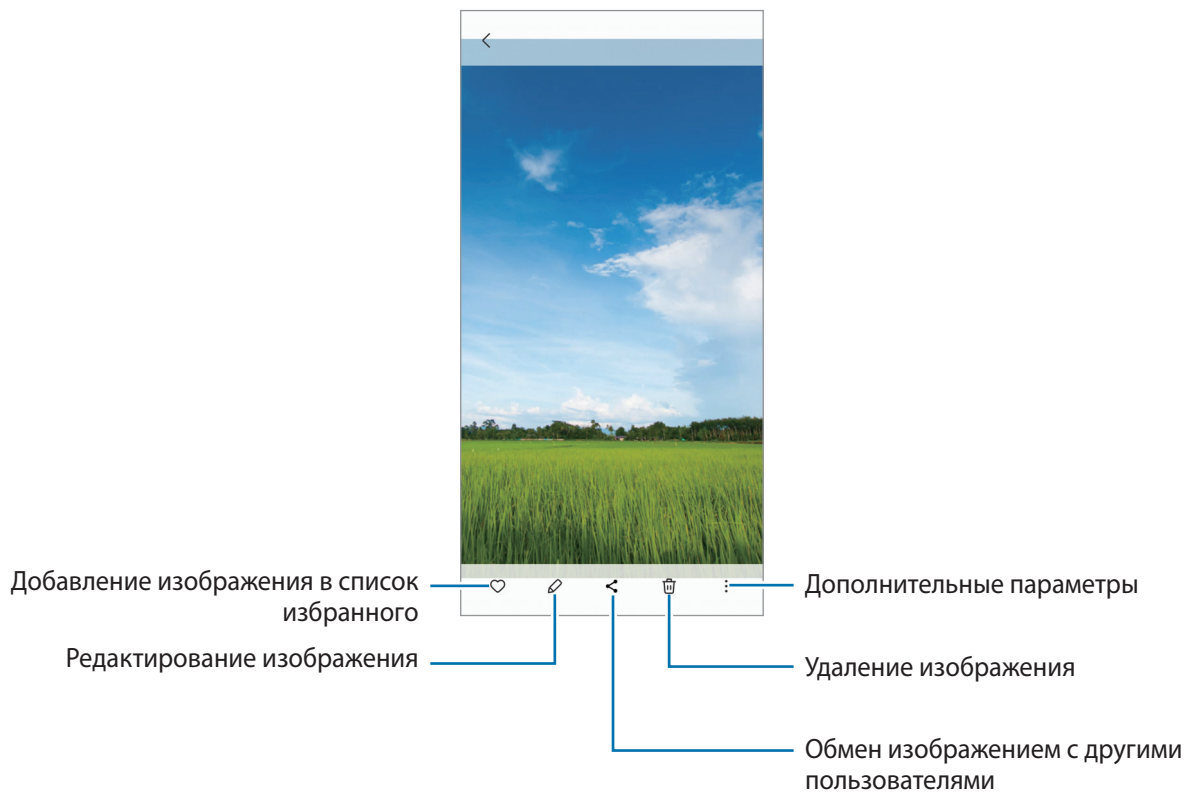 Добавление изображения в список
избранного
Редактирование изображения
Дополнительные параметры
Удаление изображения
Обмен изображением с другими
пользователями